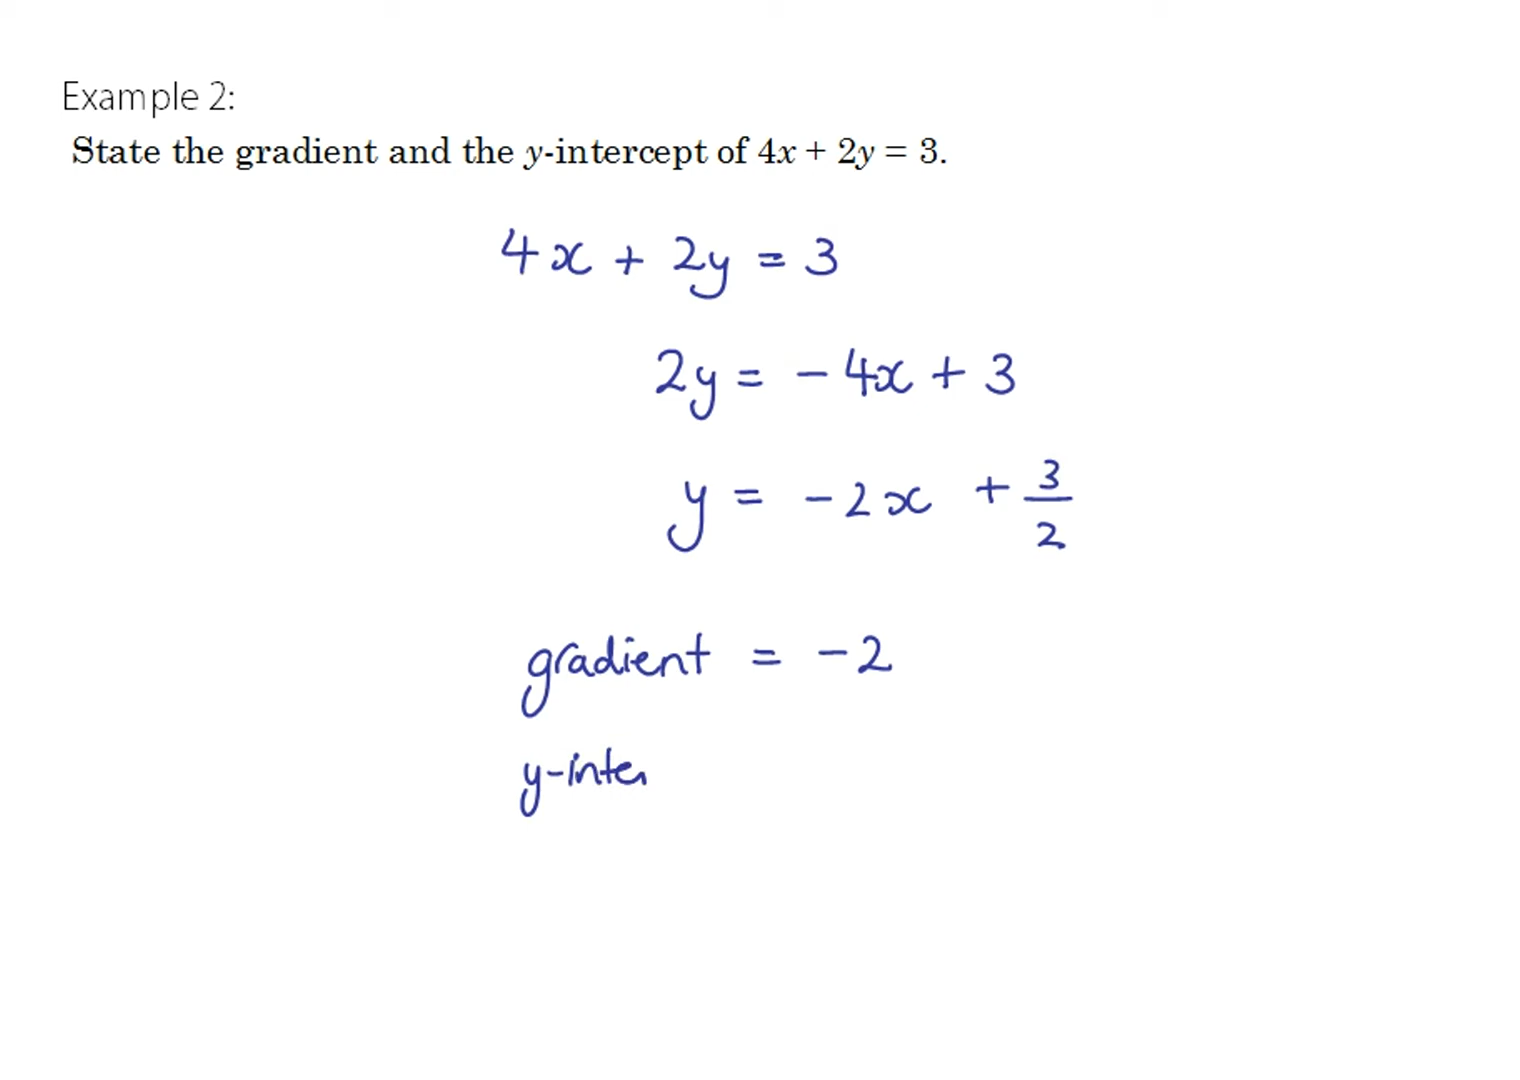 Example 2:
State the gradient and the y-intercept of 4x + 2y = 3.
4x + 2y = 3
2y = - 4x + 3
y = - 2x + 3/2
gradient = - 2
y-inter